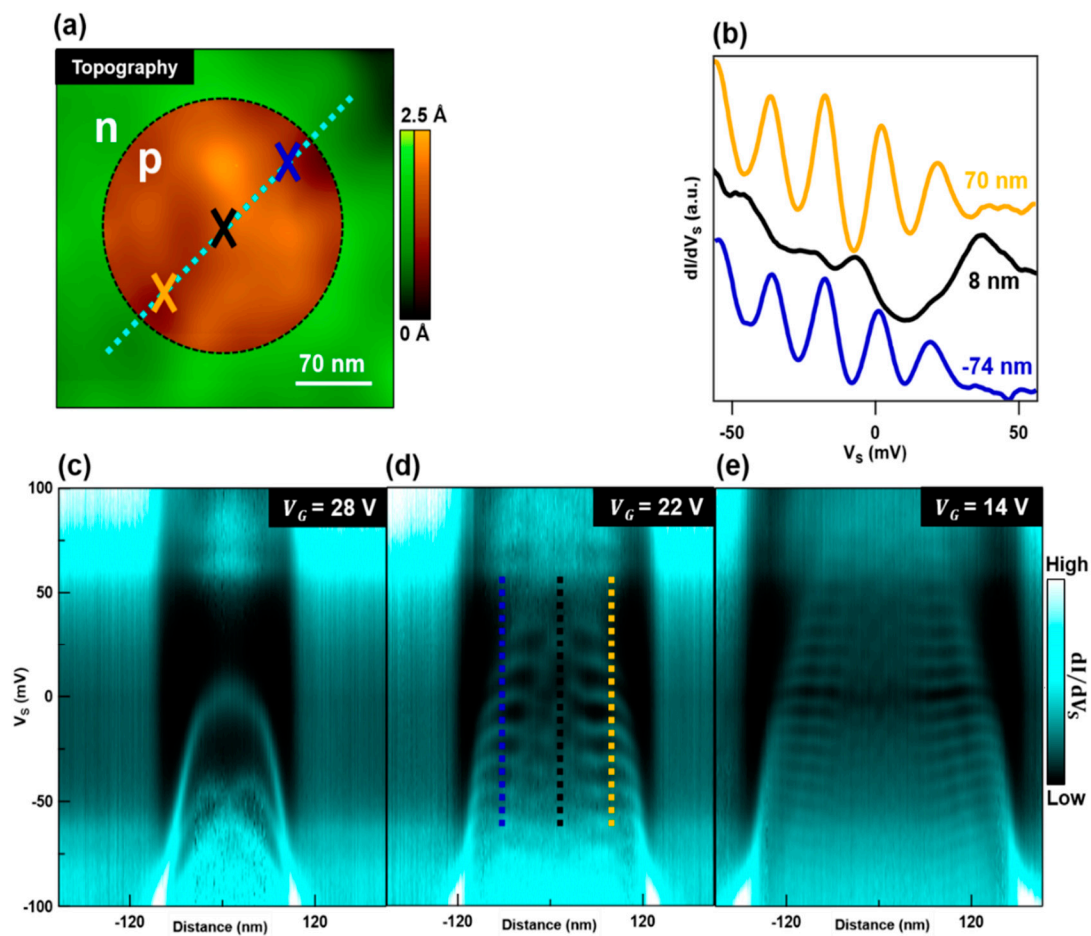 (a)
Topography
n
p
2.5 Å
0 Å
70 nm
(b)
dI/dVS (a.u.)
70 nm
8 nm
-74 nm
-50
0
50
VS (mV)
(c)
(d)
(e)
VG = 28 V
VG = 22 V
VG = 14 V
100
50
0
-50
-100
VS (mV)
-120
Distance (nm)
120
-120
Distance (nm)
120
-120
Distance (nm)
120
High
dI/dVS
Low